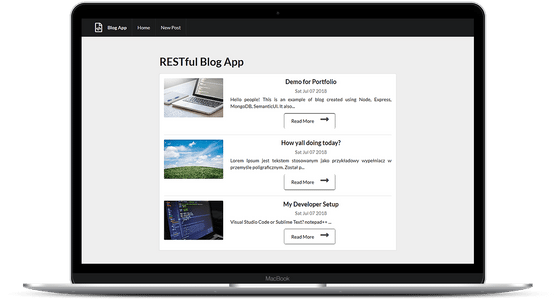 Blog App Home New Post
RESTful Blog App
Demo for Portfolio
Sat Jul 07 2018
Hello people! This is an example of blog created using Node, Express,
MongoDB, SemanticUI. It also...
Read More
How yall doing today?
Sat Jul 07 2018
Lorem Ipsum jest tekstem stosowanym jako przykładowy wypełniacz w
przemyśle poligraficznym. Został p...
Read More
My Developer Setup
Sat Jul 07 2018
Visual Studio Code or Sublime Text? notepad++ ...
Read More
MacBook